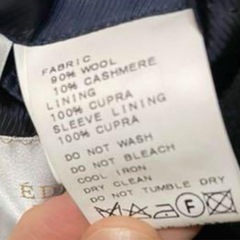 FABRIC
90% WOOL
10% CASHMERE
LINING
100% CUPRA
SLEEVE LINING
100% CUPRA
DO NOT WASH
DO NOT BLEACH
COOL IRON
DRY CLEAN
DO NOT TUMBLE DRY
F